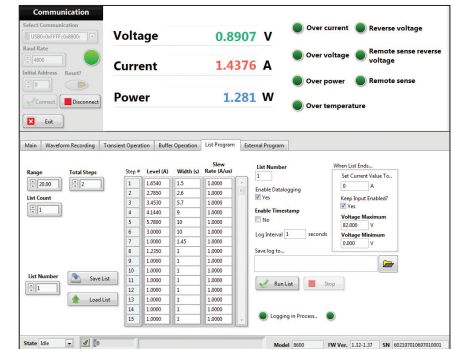 Communication
Select Communication
USB0::0xFFFF::0x8800:
Baud Rate
4800
Initial Address Reset?
0
Connect Disconnect
Exit
Voltage 0.8907 V
Current 1.4376 A
Power 1.281 W
Over current Reverse voltage
Over voltage Remote sense reverse voltage
Over power Remote sense
Over temperature
Main Waveform Recording Transient Operation Buffer Operation List Program External Program
Range Total Steps
20.00 2
List Count
1
List Number
1
Save List
Load List
Step # Level (A) Width (s) Slew Rate (A/us)
1 1.6540 1.5 1.0000
2 2.7850 2.6 1.0000
3 3.4530 5.7 1.0000
4 4.1440 9 1.0000
5 5.7880 10 1.0000
6 3.0000 10 1.0000
7 1.0000 1.45 1.0000
8 1.2350 1 1.0000
9 1.0000 1 1.0000
10 1.0000 1 1.0000
11 1.0000 1 1.0000
12 1.0000 1 1.0000
13 1.0000 1 1.0000
14 1.0000 1 1.0000
15 1.0000 1 1.0000
List Number
1
Enable Datalogging
Yes
Enable Timestamp
No
Log Interval 1 seconds
Save log to...
Run List Stop
Logging in Process..
When List Ends...
Set Current Value To..
0 A
Keep Input Enabled?
Yes
Voltage Maximum
82.000 V
Voltage Minimum
0.000 V
State Idle 0
Model 8600 FW Ver. 1.32-1.37 SN 602197010697010001